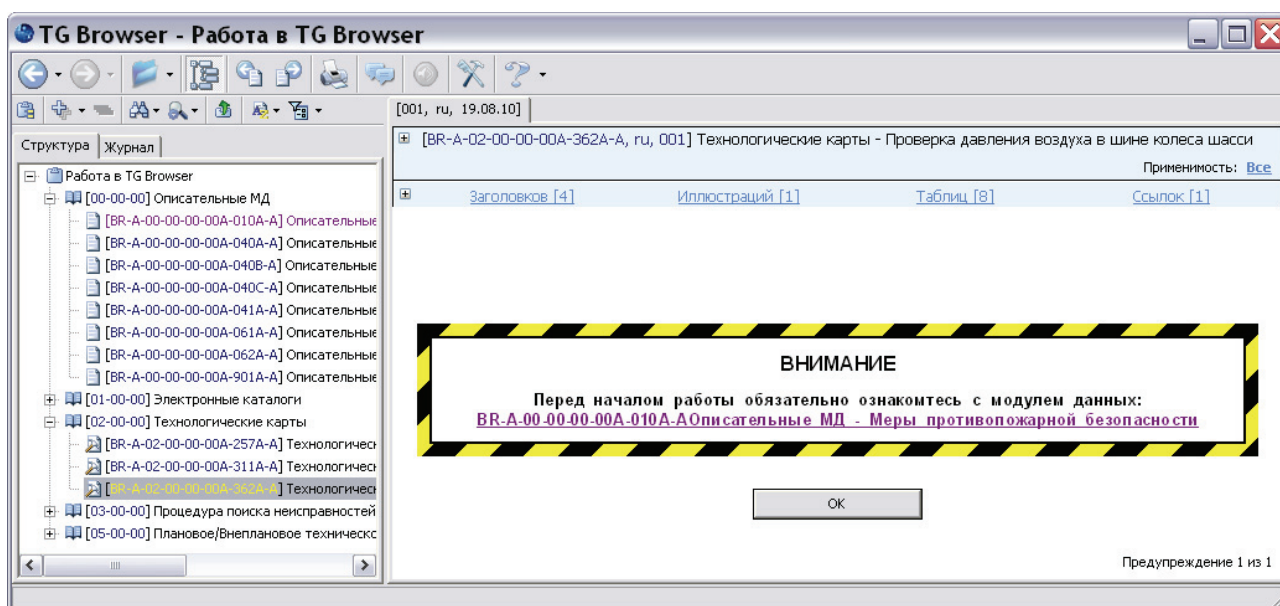 TG Browser - Работа в TG Browser
[001, ru, 19.08.10]
Структура
Журнал
[BR-A-02-00-00-00A-362A-A, ru, 001] Технологические карты - Проверка давления воздуха в шине колеса шасси
Применимость: Все
Заголовков [4] Иллюстраций [1] Таблиц [8] Ссылок [1]
Работа в TG Browser
[00-00-00] Описательные МД
[BR-A-00-00-00-00A-010A-A] Описательные
[BR-A-00-00-00-00A-040A-A] Описательные
[BR-A-00-00-00-00A-040B-A] Описательные
[BR-A-00-00-00-00A-040C-A] Описательные
[BR-A-00-00-00-00A-041A-A] Описательные
[BR-A-00-00-00-00A-061A-A] Описательные
[BR-A-00-00-00-00A-062A-A] Описательные
[BR-A-00-00-00-00A-901A-A] Описательные
[01-00-00] Электронные каталоги
[02-00-00] Технологические карты
[BR-A-02-00-00-00A-257A-A] Технологичесн
[BR-A-02-00-00-00A-311A-A] Технологичесн
[BR-A-02-00-00-00A-362A-A] Технологичесн
[03-00-00] Процедура поиска неисправностей
[05-00-00] Плановое/Внеплановое техническс
ВНИМАНИЕ
Перед началом работы обязательно ознакомтесь с модулем данных:
BR-A-00-00-00-00A-010A-AОписательные МД - Меры противопожарной безопасности
OK
Предупреждение 1 из 1